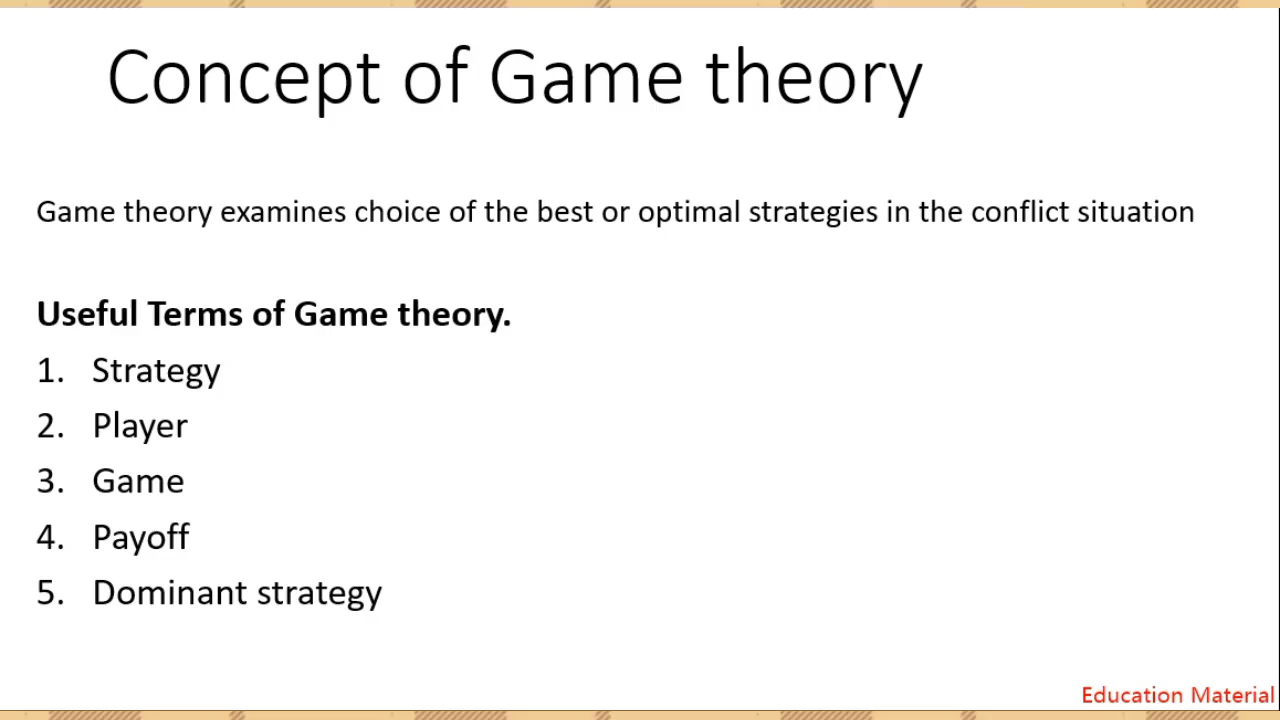 Concept of Game theory
Game theory examines choice of the best or optimal strategies in the conflict situation
Useful Terms of Game theory.
1. Strategy
2. Player
3. Game
4. Payoff
5. Dominant strategy
Education Material